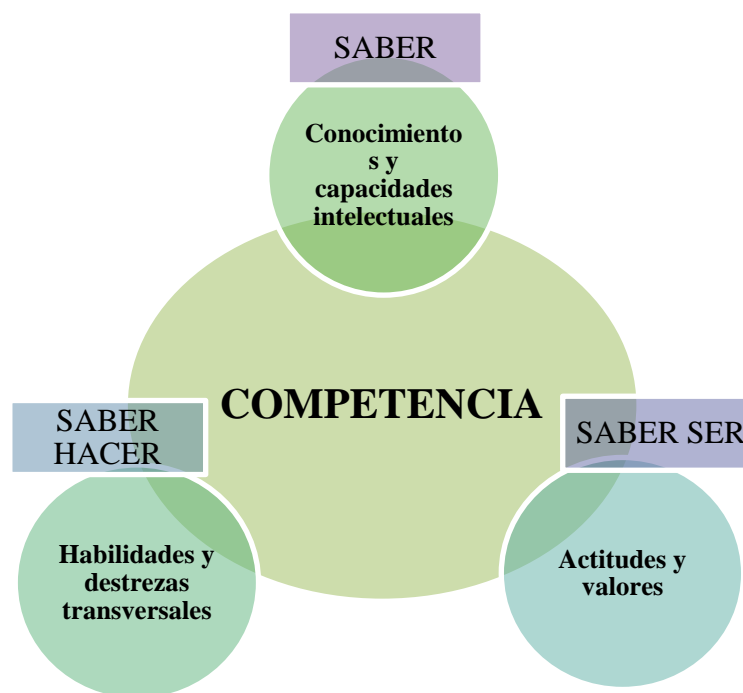 SABER
Conocimiento
s y
capacidades
intelectuales
COMPETENCIA
SABER
HACER
SABER SER
Habilidades y
destrezas
transversales
Actitudes y
valores